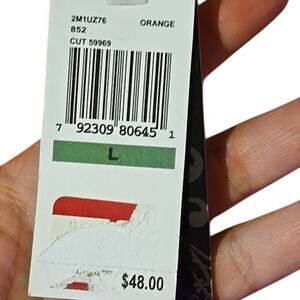 2M1UZ76 ORANGE
852
CUT 59969
7 92309 80645 1
L
$48.00